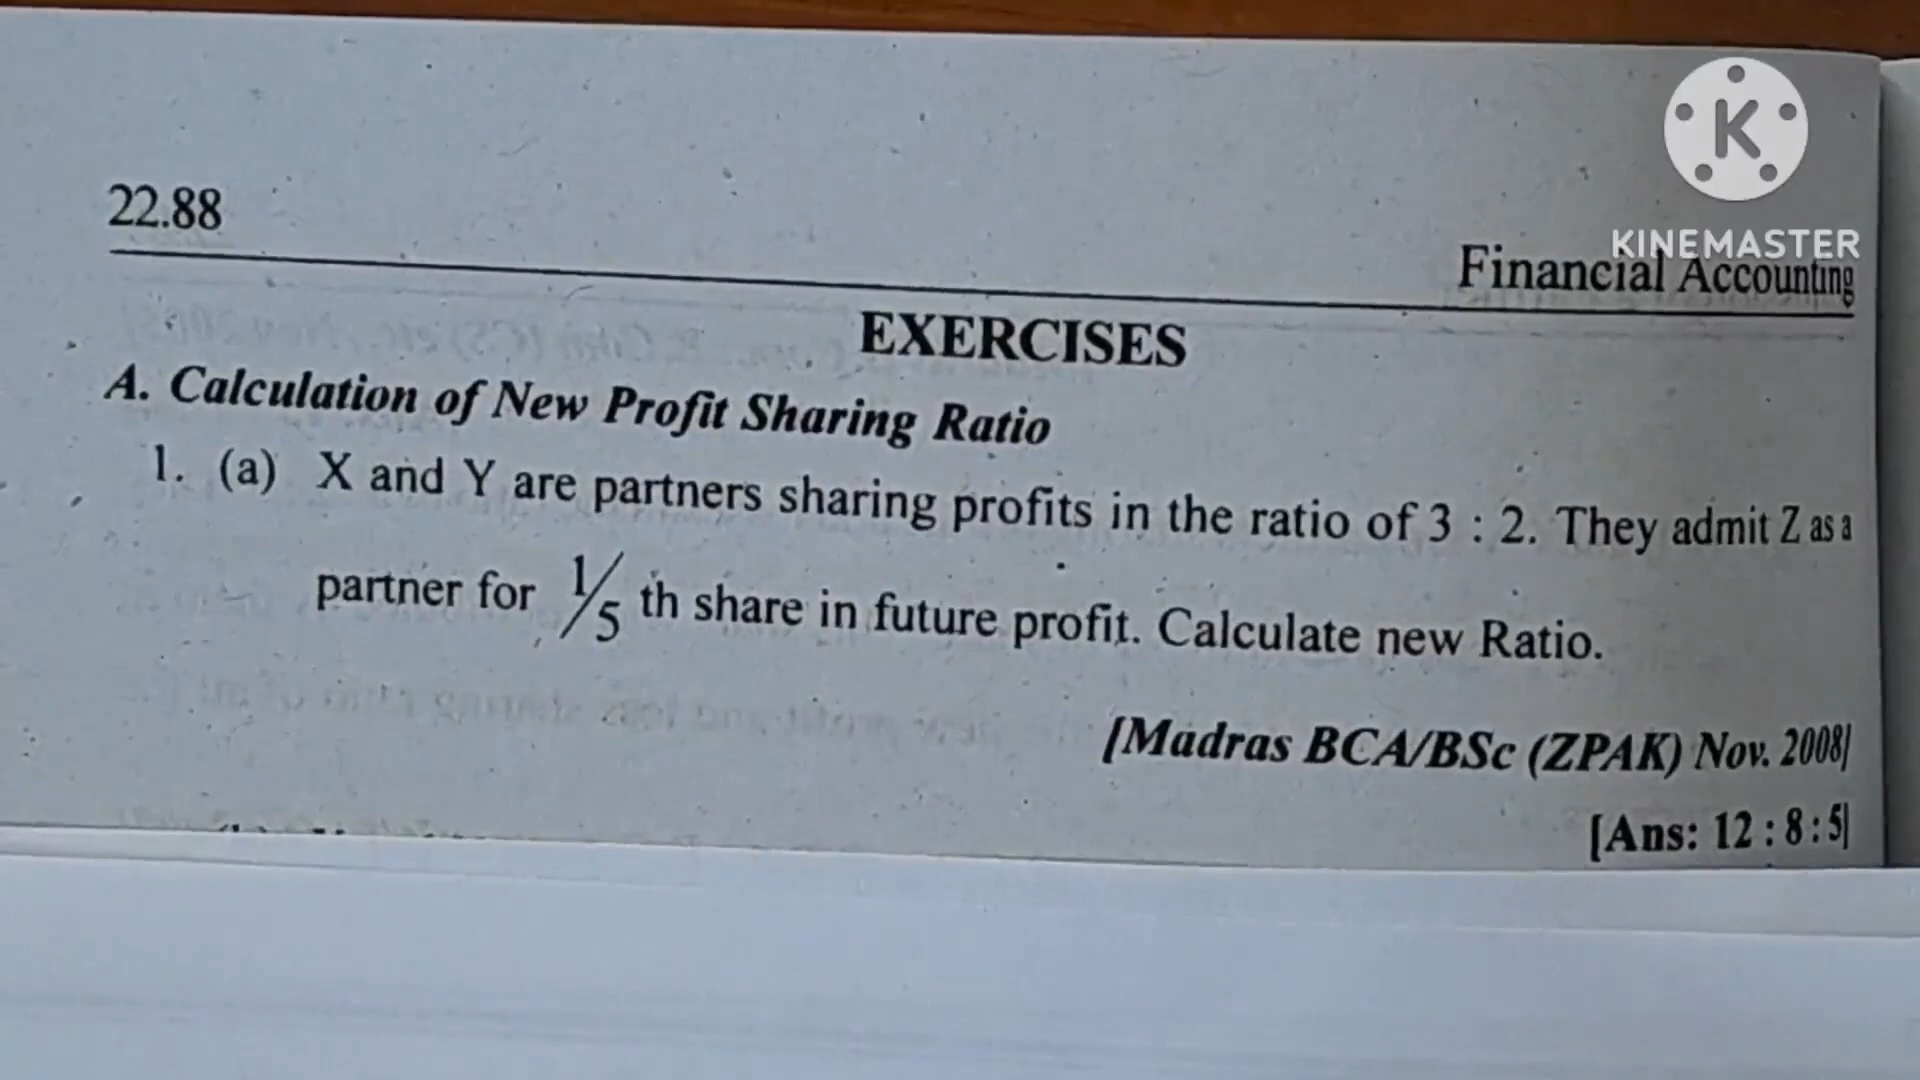 KINEMASTER
22.88
Financial Accounting
EXERCISES
A. Calculation of New Profit Sharing Ratio
1. (a) X and Y are partners sharing profits in the ratio of 3 : 2. They admit Z as a
partner for 1/5 th share in future profit. Calculate new Ratio.
[Madras BCA/BSc (ZPAK) Nov. 2008]
[Ans: 12 : 8 : 5]